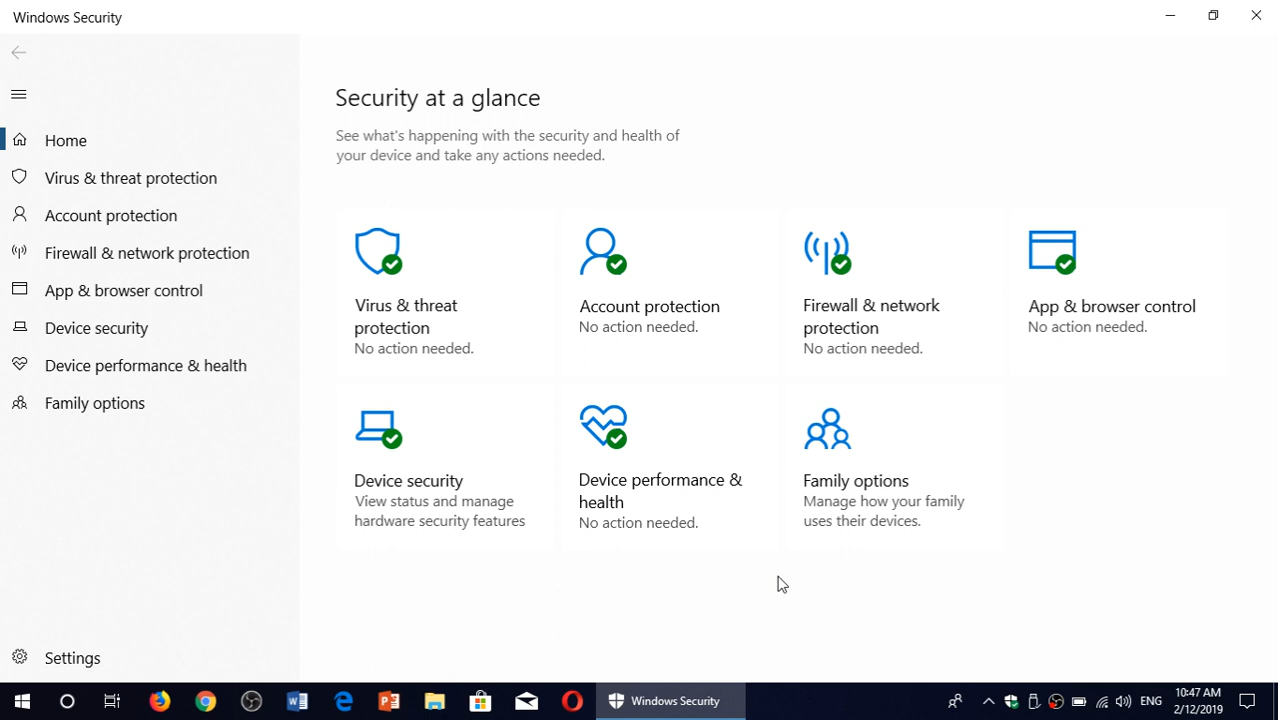 Windows Security
Home
Virus & threat protection
Account protection
Firewall & network protection
App & browser control
Device security
Device performance & health
Family options
Settings
Security at a glance
See what's happening with the security and health of
your device and take any actions needed.
Virus & threat
protection
No action needed.
Account protection
No action needed.
Firewall & network
protection
No action needed.
App & browser control
No action needed.
Device security
View status and manage
hardware security features
Device performance &
health
No action needed.
Family options
Manage how your family
uses their devices.
Windows Security
ENG
10:47 AM
2/12/2019